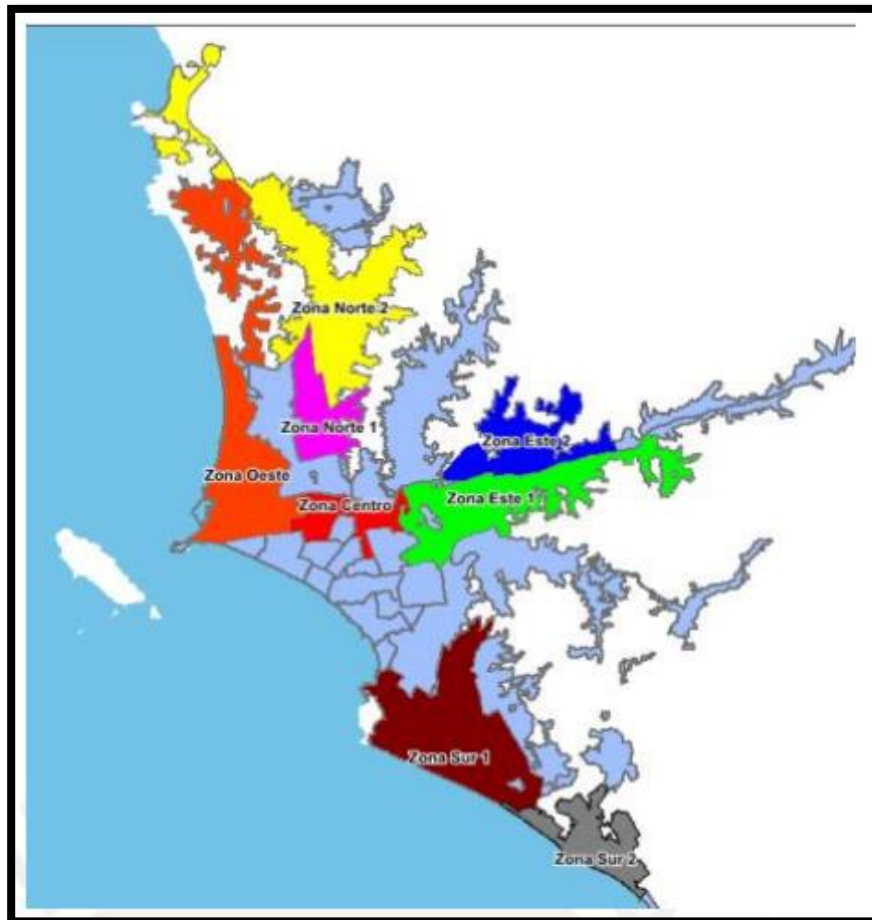 Zona Norte 2
Zona Norte 1
Zona Este 2
Zona Oeste
Zona Este 1
Zona Centro
Zona Sur 1
Zona Sur 2